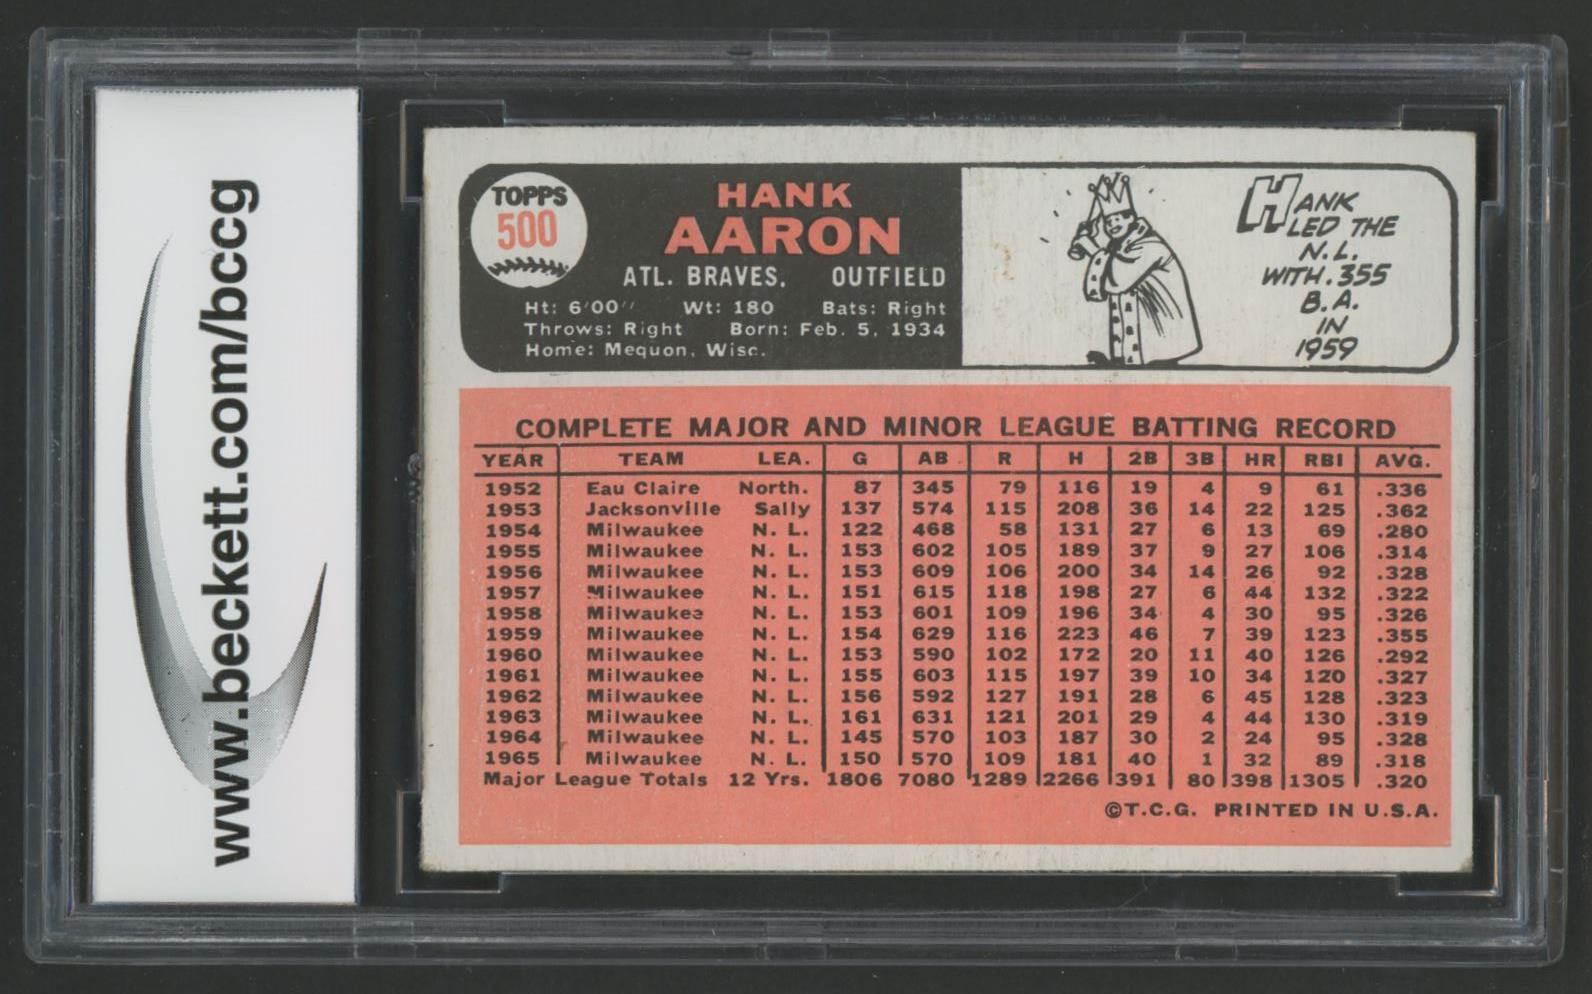 www.beckett.com/bccg
TOPPS
500
HANK
AARON
ATL. BRAVES. OUTFIELD
Ht: 6'00" Wt: 180 Bats: Right
Throws: Right Born: Feb. 5, 1934
Home: Mequon, Wisc.
HANK
LED THE
N.L.
WITH .355
B.A.
IN
1959
COMPLETE MAJOR AND MINOR LEAGUE BATTING RECORD
YEAR TEAM LEA. G AB R H 2B 3B HR RBI AVG.
1952 Eau Claire North. 87 345 79 116 19 4 9 61 .336
1953 Jacksonville Sally 137 574 115 208 36 14 22 125 .362
1954 Milwaukee N. L. 122 468 58 131 27 6 13 69 .280
1955 Milwaukee N. L. 153 602 105 189 37 9 27 106 .314
1956 Milwaukee N. L. 153 609 106 200 34 14 26 92 .328
1957 Milwaukee N. L. 151 615 118 198 27 6 44 132 .322
1958 Milwaukee N. L. 153 601 109 196 34 4 30 95 .326
1959 Milwaukee N. L. 154 629 116 223 46 7 39 123 .355
1960 Milwaukee N. L. 153 590 102 172 20 11 40 126 .292
1961 Milwaukee N. L. 155 603 115 197 39 10 34 120 .327
1962 Milwaukee N. L. 156 592 127 191 28 6 45 128 .323
1963 Milwaukee N. L. 161 631 121 201 29 4 44 130 .319
1964 Milwaukee N. L. 145 570 103 187 30 2 24 95 .328
1965 Milwaukee N. L. 150 570 109 181 40 1 32 89 .318
Major League Totals 12 Yrs. 1806 7080 1289 2266 391 80 398 1305 .320
©T.C.G. PRINTED IN U.S.A.